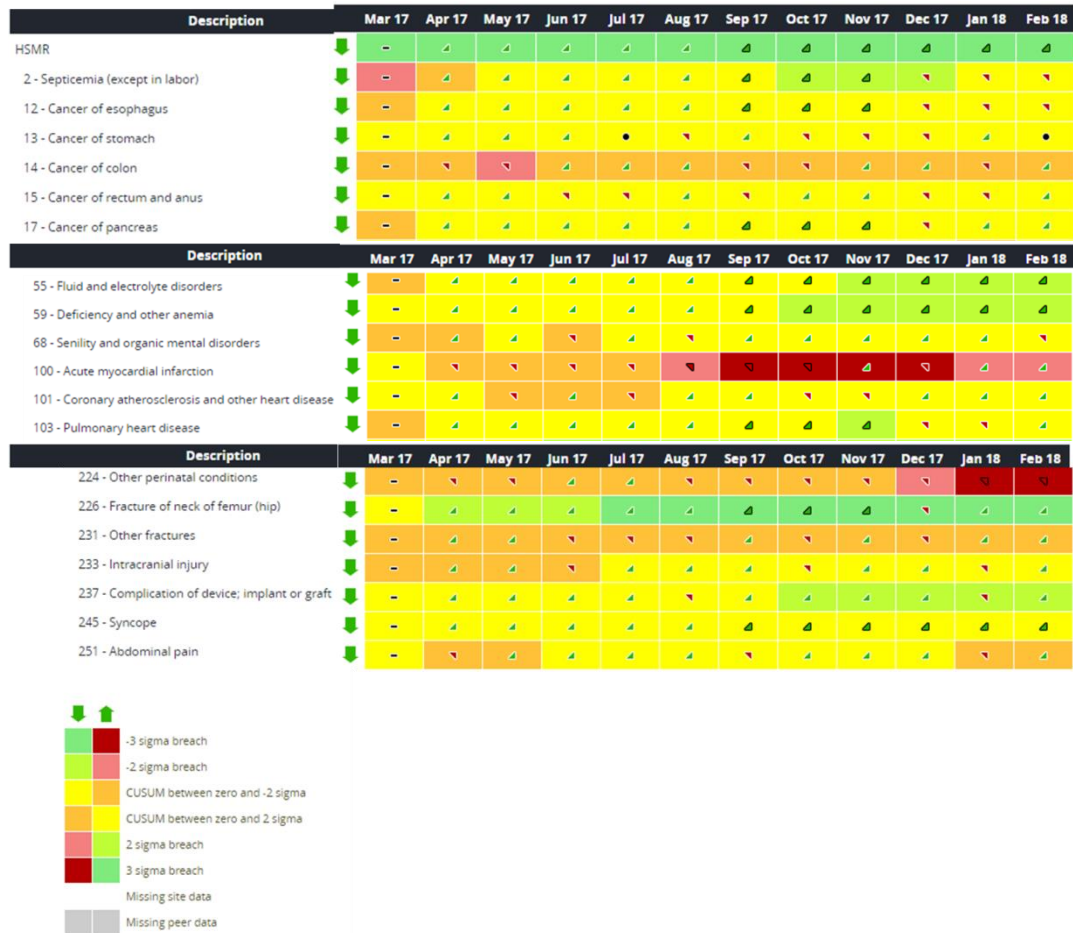 Description Mar 17 Apr 17 May 17 Jun 17 Jul 17 Aug 17 Sep 17 Oct 17 Nov 17 Dec 17 Jan 18 Feb 18
HSMR
2 - Septicemia (except in labor)
12 - Cancer of esophagus
13 - Cancer of stomach
14 - Cancer of colon
15 - Cancer of rectum and anus
17 - Cancer of pancreas
Description Mar 17 Apr 17 May 17 Jun 17 Jul 17 Aug 17 Sep 17 Oct 17 Nov 17 Dec 17 Jan 18 Feb 18
55 - Fluid and electrolyte disorders
59 - Deficiency and other anemia
68 - Senility and organic mental disorders
100 - Acute myocardial infarction
101 - Coronary atherosclerosis and other heart disease
103 - Pulmonary heart disease
Description Mar 17 Apr 17 May 17 Jun 17 Jul 17 Aug 17 Sep 17 Oct 17 Nov 17 Dec 17 Jan 18 Feb 18
224 - Other perinatal conditions
226 - Fracture of neck of femur (hip)
231 - Other fractures
233 - Intracranial injury
237 - Complication of device; implant or graft
245 - Syncope
251 - Abdominal pain
-3 sigma breach
-2 sigma breach
CUSUM between zero and -2 sigma
CUSUM between zero and 2 sigma
2 sigma breach
3 sigma breach
Missing site data
Missing peer data